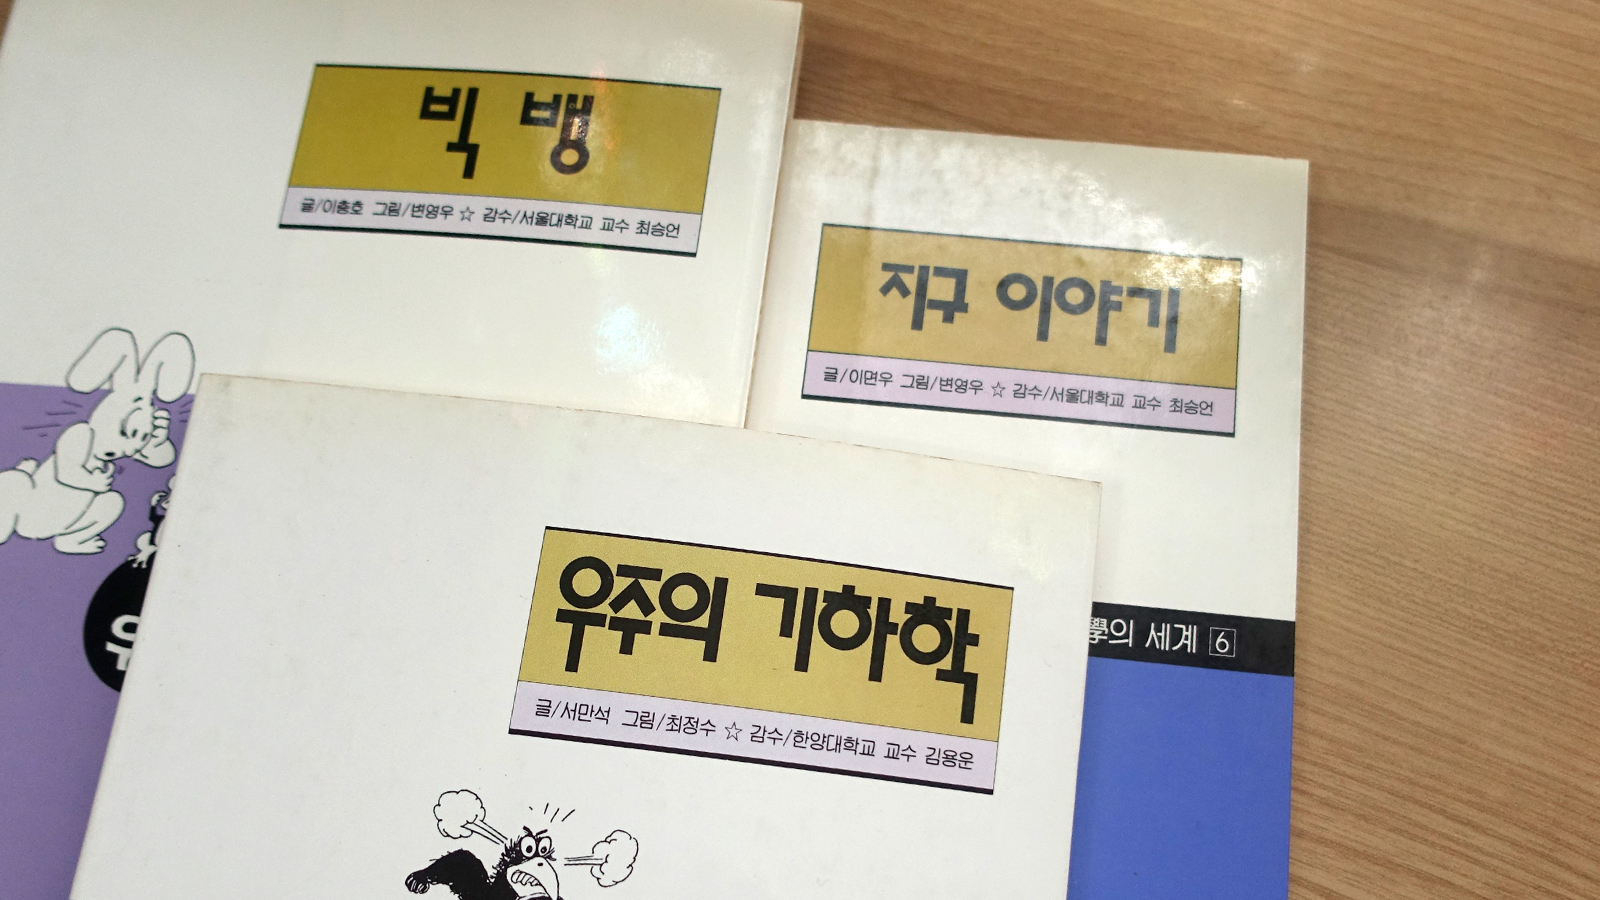 빅 뱅
글/이충호 그림/변영우 ☆ 감수/서울대학교 교수 최승언
지구 이야기
글/이면우 그림/변영우 ☆ 감수/서울대학교 교수 최승언
學의 세계 6
우주의 기하학
글/서만석 그림/최정수 ☆ 감수/한양대학교 교수 김용운